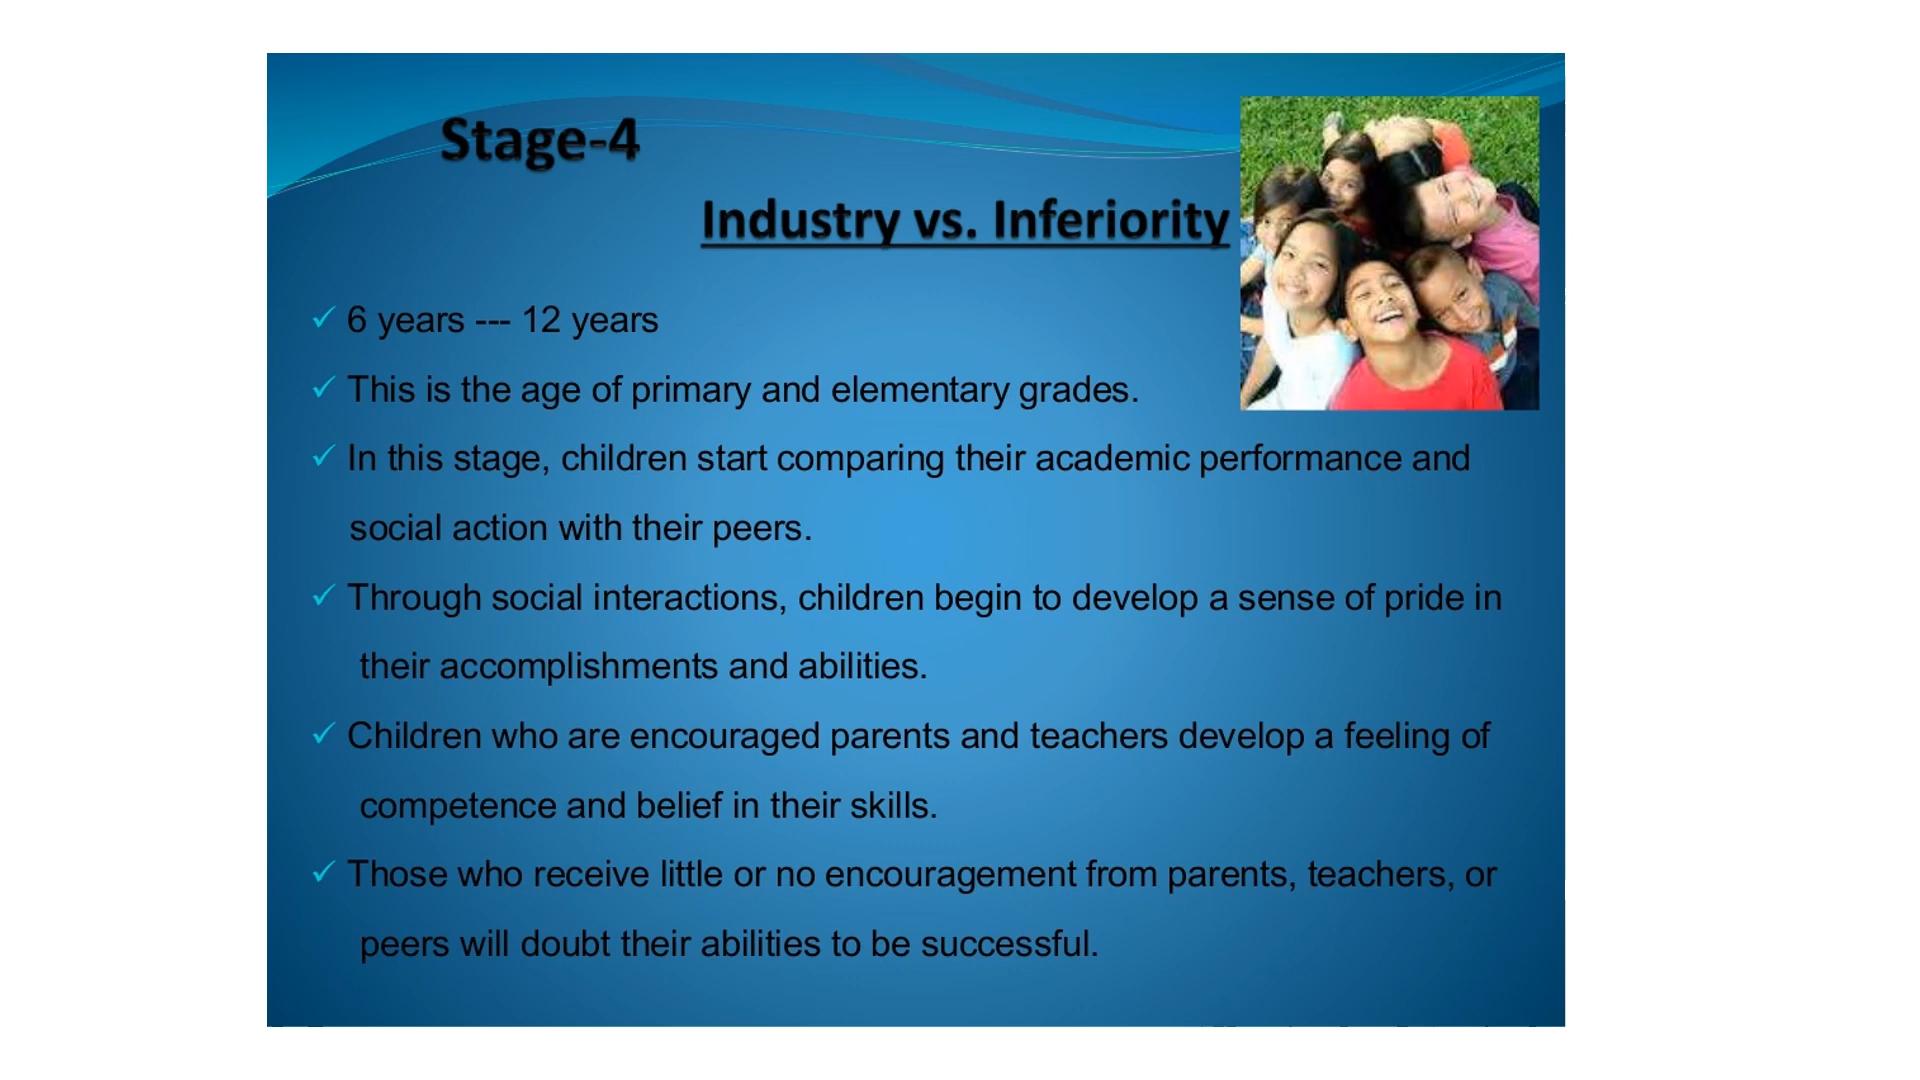 Stage-4
Industry vs. Inferiority
✓ 6 years --- 12 years
✓ This is the age of primary and elementary grades.
✓ In this stage, children start comparing their academic performance and
social action with their peers.
✓ Through social interactions, children begin to develop a sense of pride in
their accomplishments and abilities.
✓ Children who are encouraged parents and teachers develop a feeling of
competence and belief in their skills.
✓ Those who receive little or no encouragement from parents, teachers, or
peers will doubt their abilities to be successful.